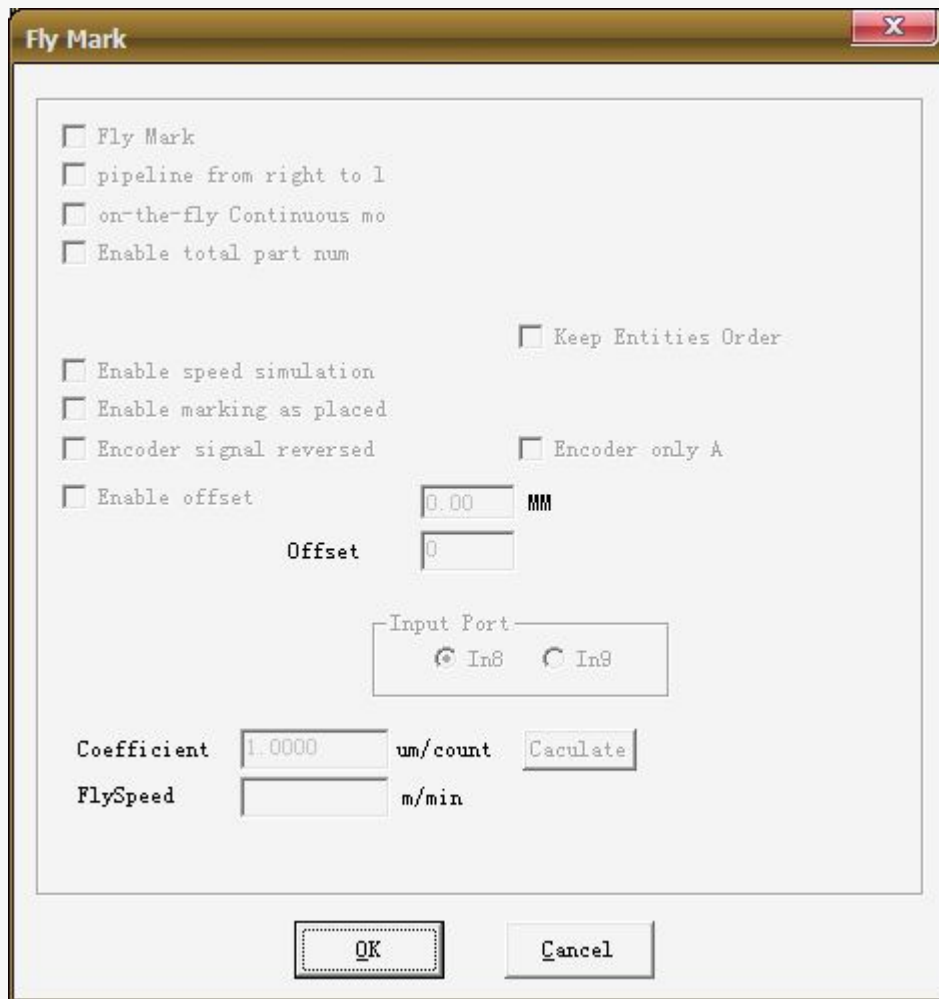 Fly Mark
Fly Mark
pipeline from right to l
on-the-fly Continuous mo
Enable total part num
Keep Entities Order
Enable speed simulation
Enable marking as placed
Encoder signal reversed
Encoder only A
Enable offset
0.00 MM
Offset
0
Input Port
In8 In9
Coefficient 1.0000 um/count Caculate
FlySpeed m/min
OK Cancel